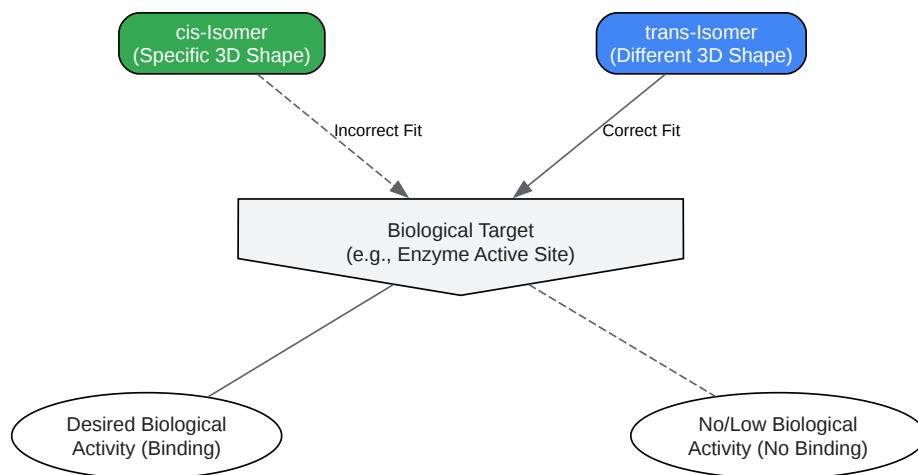 cis-Isomer
(Specific 3D Shape)
trans-Isomer
(Different 3D Shape)
Incorrect Fit
Correct Fit
Biological Target
(e.g., Enzyme Active Site)
Desired Biological
Activity (Binding)
No/Low Biological
Activity (No Binding)